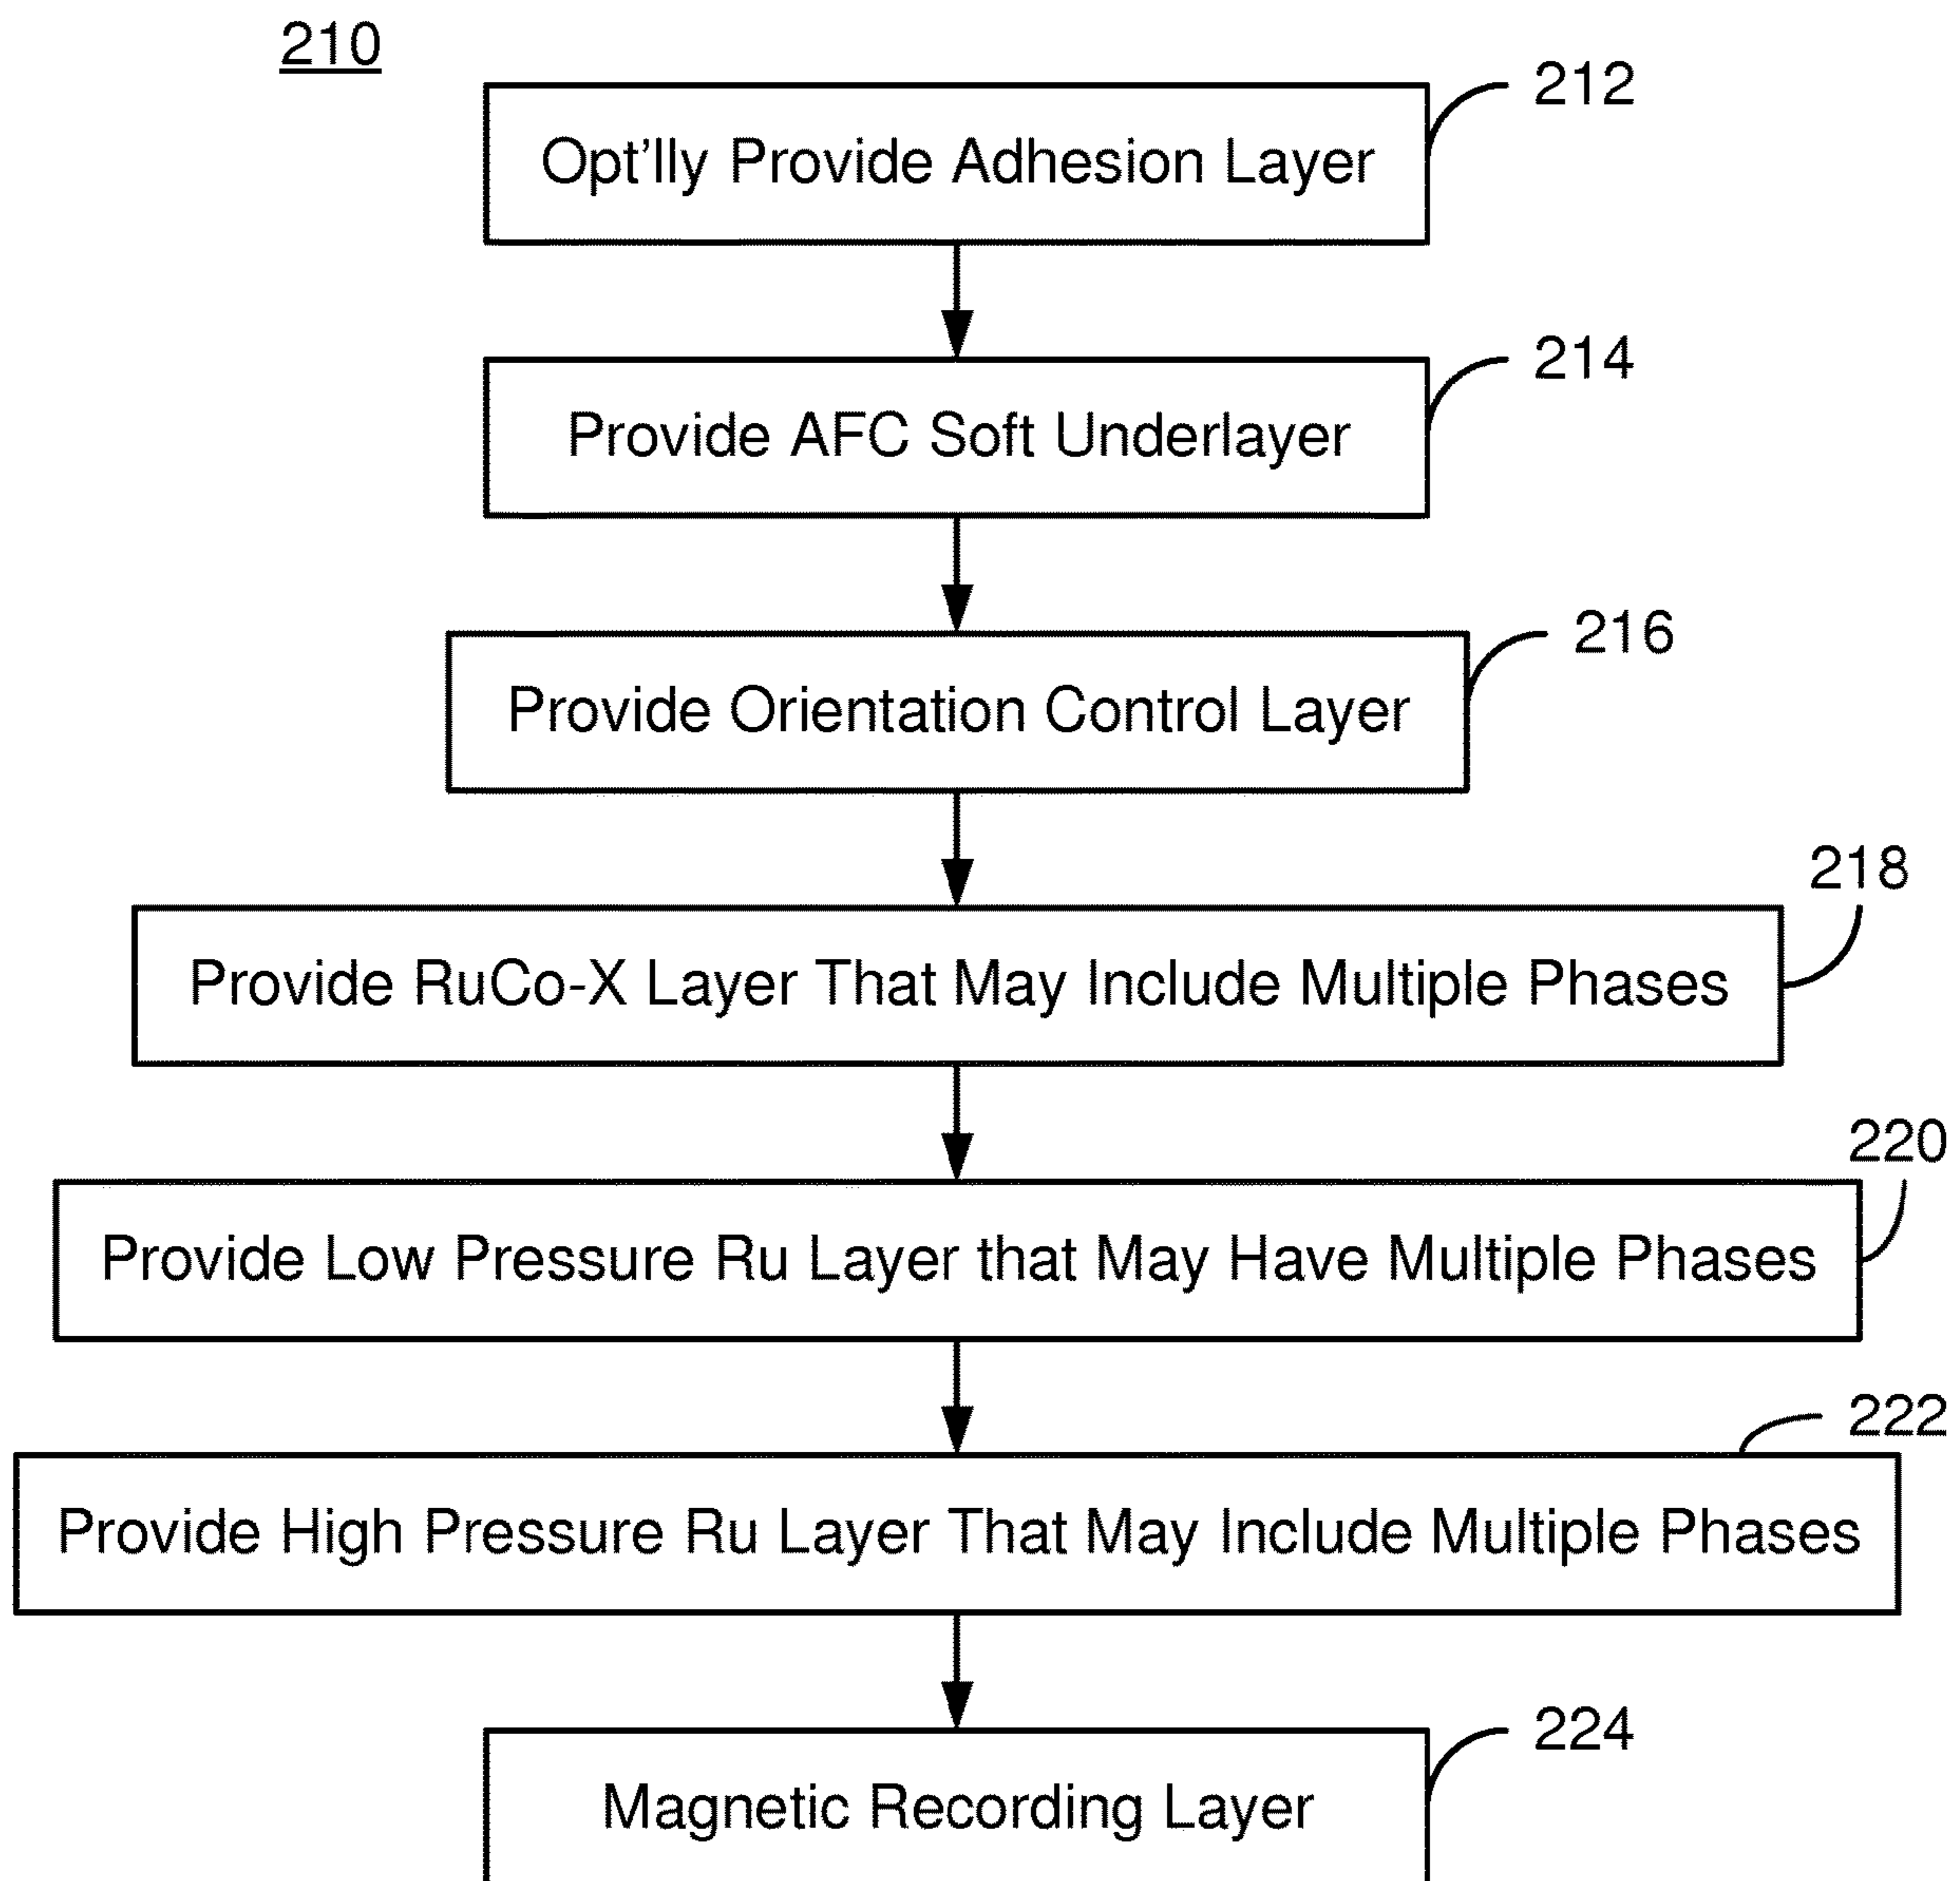 210
212
Opt'lly Provide Adhesion Layer
214
Provide AFC Soft Underlayer
216
Provide Orientation Control Layer
218
Provide RuCo-X Layer That May Include Multiple Phases
220
Provide Low Pressure Ru Layer that May Have Multiple Phases
222
Provide High Pressure Ru Layer That May Include Multiple Phases
224
Magnetic Recording Layer